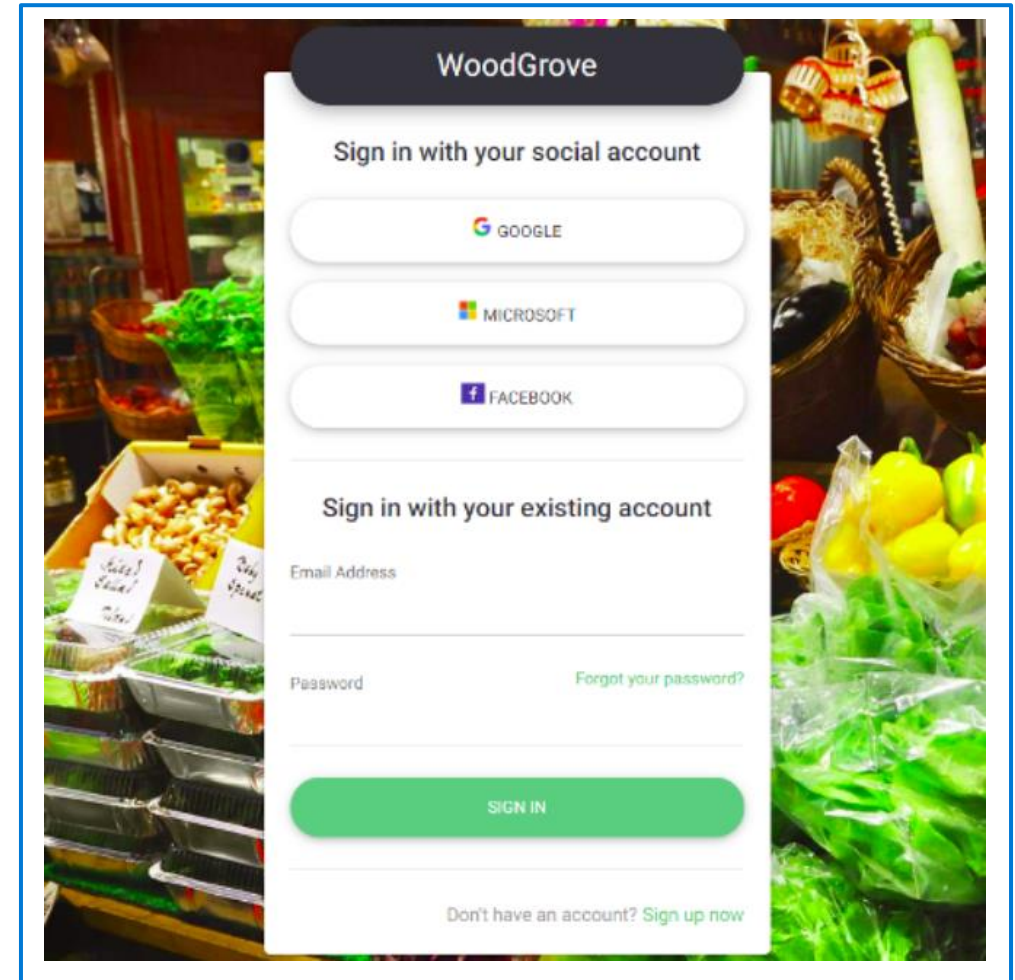 WoodGrove
Sign in with your social account
GOOGLE
MICROSOFT
FACEBOOK
Sign in with your existing account
Email Address
Password
Forgot your password?
SIGN IN
Don't have an account? Sign up now